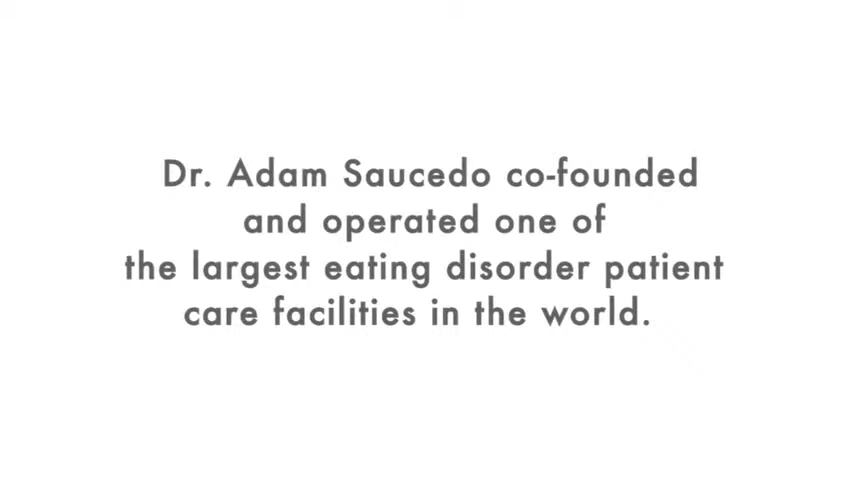 Dr. Adam Saucedo co-founded
and operated one of
the largest eating disorder patient
care facilities in the world.